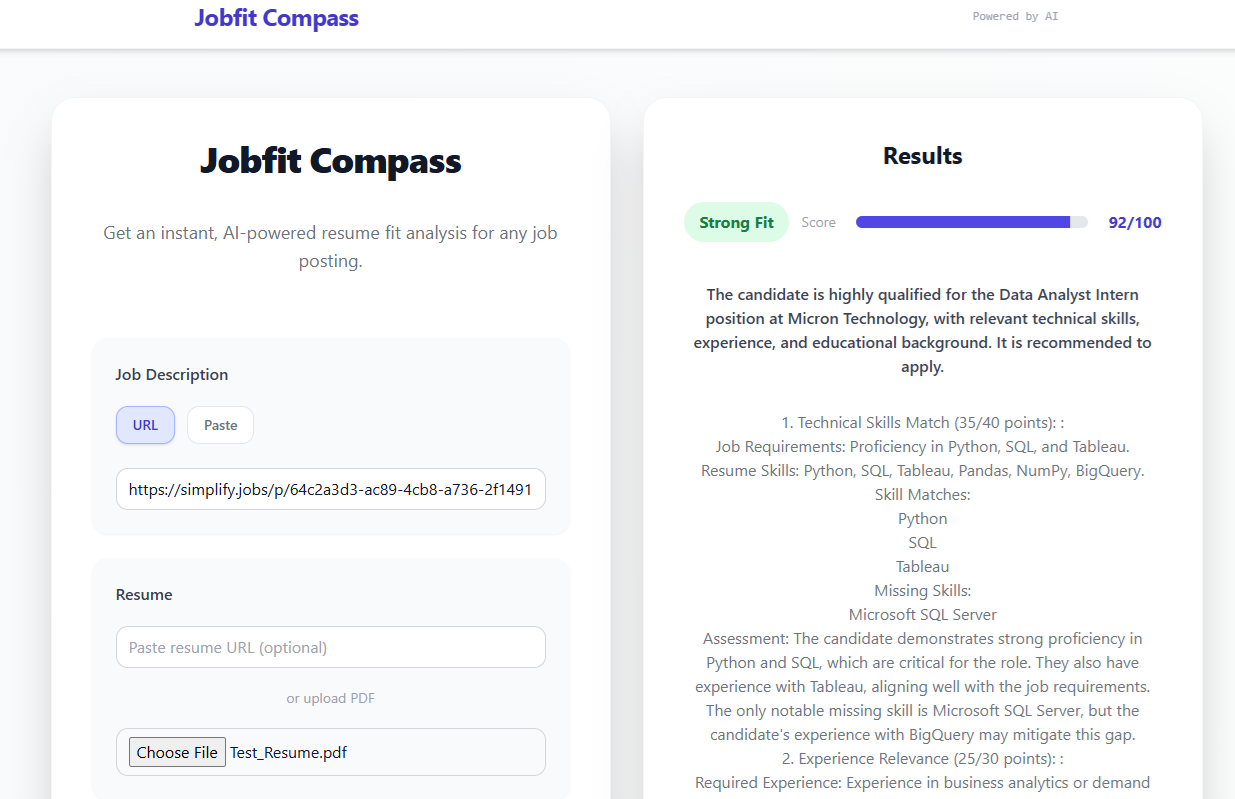 Jobfit Compass
Powered by AI
Jobfit Compass
Get an instant, AI-powered resume fit analysis for any job
posting.
Job Description
URL
Paste
https://simplify.jobs/p/64c2a3d3-ac89-4cb8-a736-2f1491
Resume
Paste resume URL (optional)
or upload PDF
Choose File Test_Resume.pdf
Results
Strong Fit Score 92/100
The candidate is highly qualified for the Data Analyst Intern
position at Micron Technology, with relevant technical skills,
experience, and educational background. It is recommended to
apply.
1. Technical Skills Match (35/40 points): :
Job Requirements: Proficiency in Python, SQL, and Tableau.
Resume Skills: Python, SQL, Tableau, Pandas, NumPy, BigQuery.
Skill Matches:
Python
SQL
Tableau
Missing Skills:
Microsoft SQL Server
Assessment: The candidate demonstrates strong proficiency in
Python and SQL, which are critical for the role. They also have
experience with Tableau, aligning well with the job requirements.
The only notable missing skill is Microsoft SQL Server, but the
candidate's experience with BigQuery may mitigate this gap.
2. Experience Relevance (25/30 points): :
Required Experience: Experience in business analytics or demand